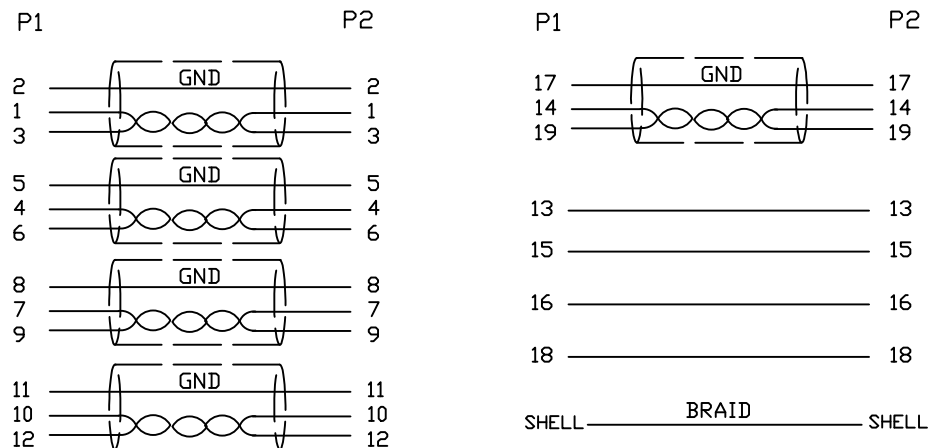 P1 P2
GND
2 2
1 1
3 3
GND
5 5
4 4
6 6
GND
8 8
7 7
9 9
GND
11 11
10 10
12 12
P1 P2
GND
17 17
14 14
19 19
13 13
15 15
16 16
18 18
BRAID
SHELL SHELL